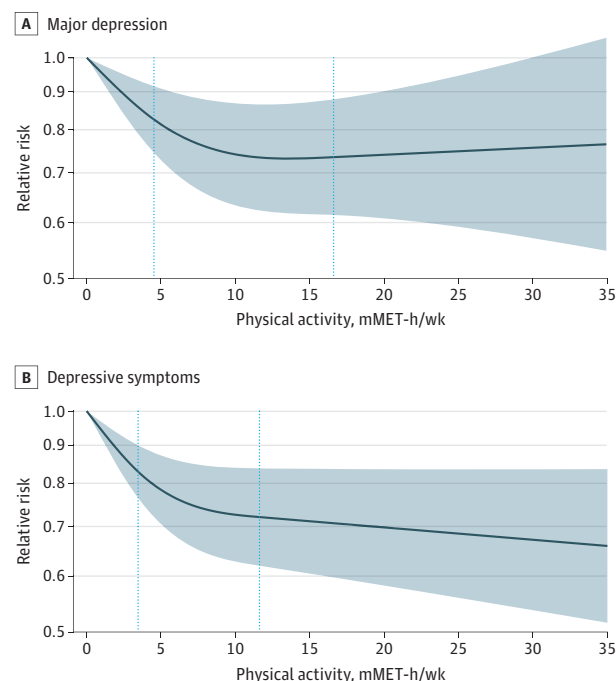 A Major depression
1.0
0.9
0.8
0.7
0.6
0.5
Relative risk
0 5 10 15 20 25 30 35
Physical activity, mMET-h/wk
B Depressive symptoms
1.0
0.9
0.8
0.7
0.6
0.5
Relative risk
0 5 10 15 20 25 30 35
Physical activity, mMET-h/wk